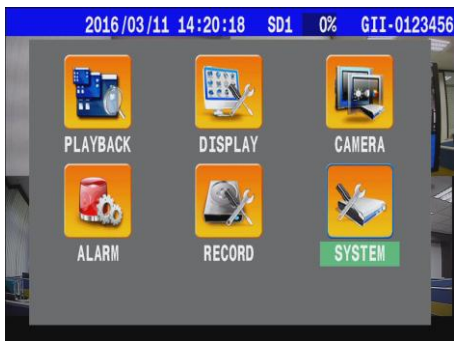 2016/03/11 14:20:18 SD1 0% GII-0123456
PLAYBACK DISPLAY CAMERA
ALARM RECORD SYSTEM